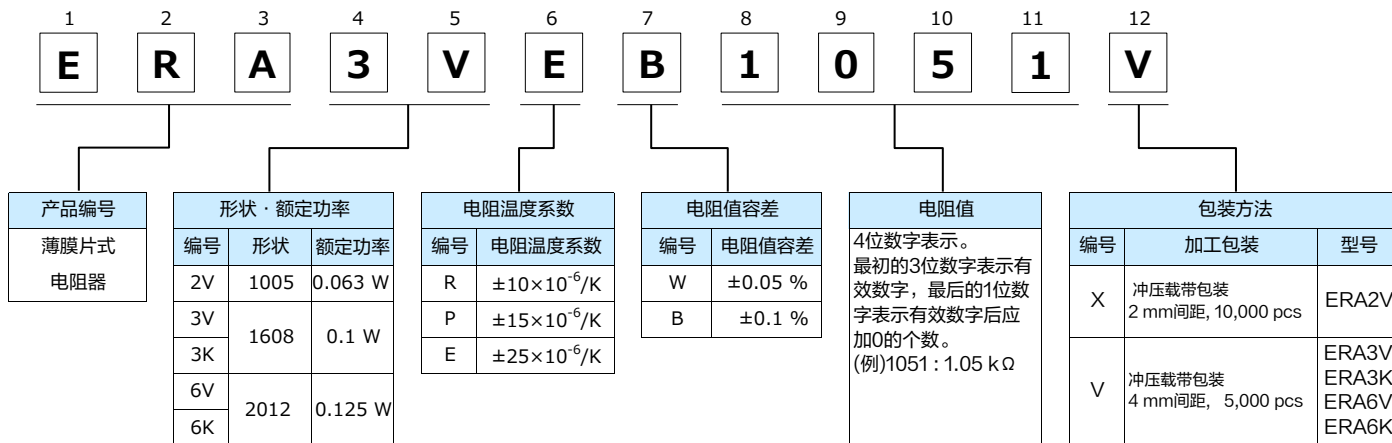 1 2 3 4 5 6 7 8 9 10 11 12
E R A 3 V E B 1 0 5 1 V
产品编号
薄膜片式
电阻器
形状 · 额定功率
编号 形状 额定功率
2V 1005 0.063 W
3V
1608 0.1 W
3K
6V
2012 0.125 W
6K
电阻温度系数
编号 电阻温度系数
R ±10×10⁻⁶/K
P ±15×10⁻⁶/K
E ±25×10⁻⁶/K
电阻值容差
编号 电阻值容差
W ±0.05 %
B ±0.1 %
电阻值
4位数字表示。
最初的3位数字表示有
效数字，最后的1位数
字表示有效数字后应
加0的个数。
(例)1051 : 1.05 kΩ
包装方法
编号 加工包装 型号
X 冲压载带包装
2 mm间距, 10,000 pcs
ERA2V
V 冲压载带包装
4 mm间距, 5,000 pcs
ERA3V
ERA3K
ERA6V
ERA6K